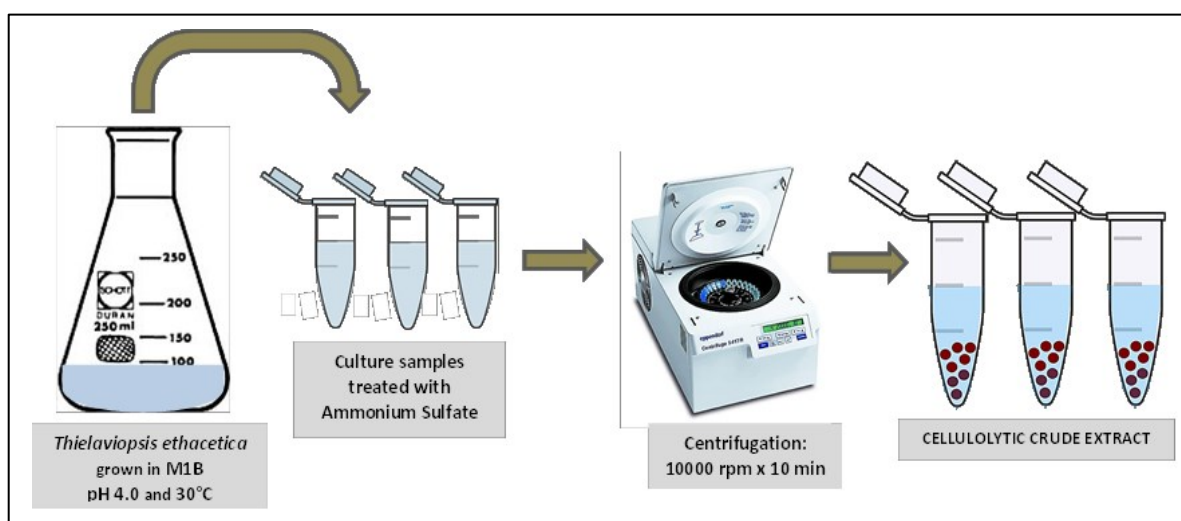 250
SCHOTT
DURAN
250 ml
200
150
100
Thielaviopsis ethacetica
grown in M1B
pH 4.0 and 30°C
Culture samples
treated with
Ammonium Sulfate
eppendorf
Centrifugation:
10000 rpm x 10 min
CELLULOLYTIC CRUDE EXTRACT